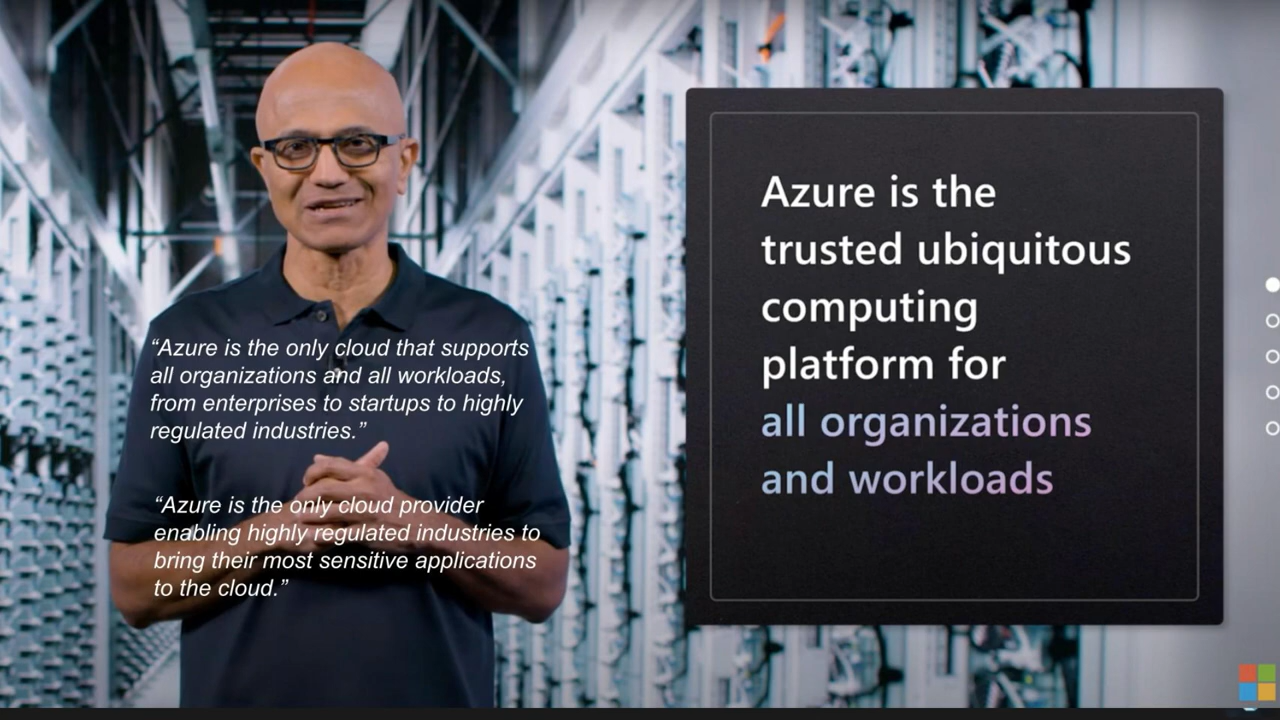 “Azure is the only cloud that supports
all organizations and all workloads,
from enterprises to startups to highly
regulated industries.”
“Azure is the only cloud provider
enabling highly regulated industries to
bring their most sensitive applications
to the cloud.”
Azure is the
trusted ubiquitous
computing
platform for
all organizations
and workloads